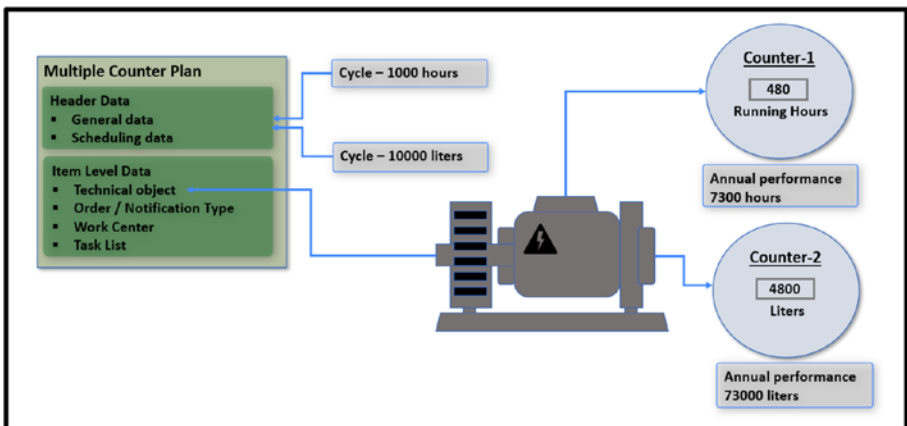 Multiple Counter Plan
Header Data
▪ General data
▪ Scheduling data
Item Level Data
▪ Technical object
▪ Order / Notification Type
▪ Work Center
▪ Task List
Cycle – 1000 hours
Cycle – 10000 liters
Counter-1
480
Running Hours
Annual performance
7300 hours
Counter-2
4800
Liters
Annual performance
73000 liters